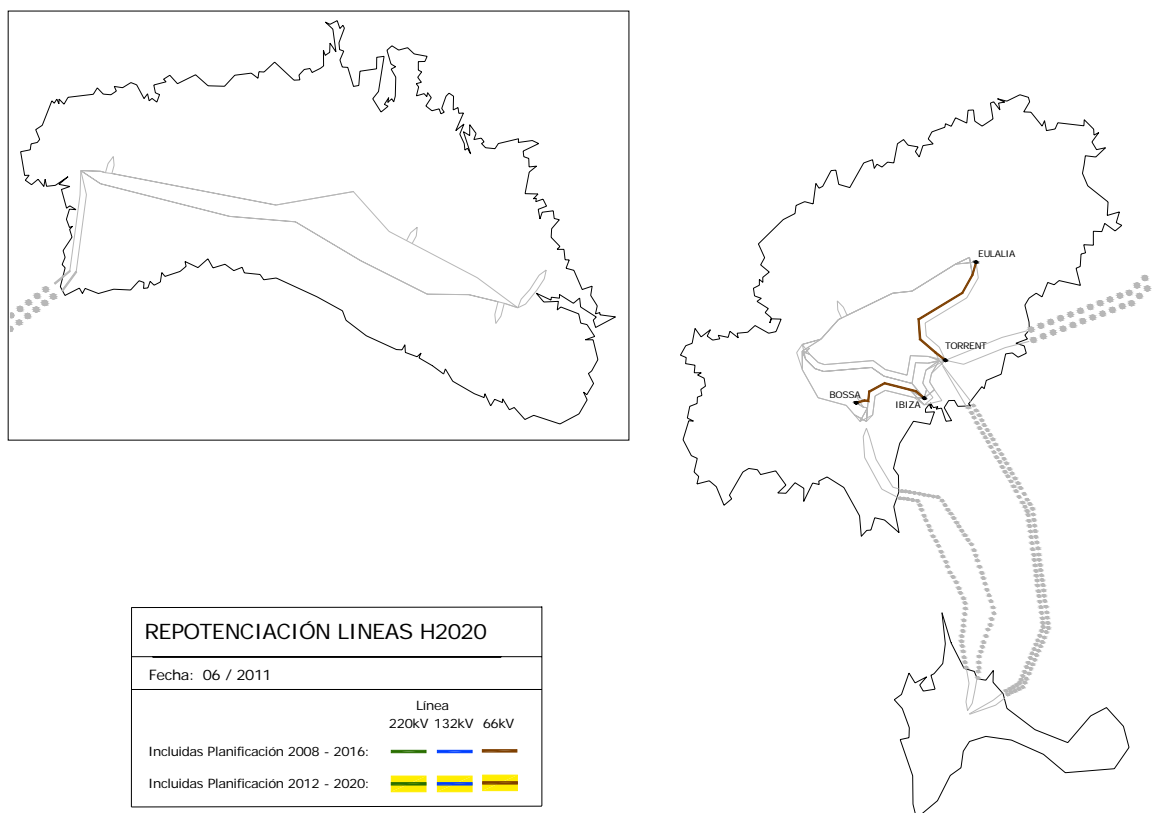 EULALIA
TORRENT
BOSSA
IBIZA
REPOTENCIACIÓN LINEAS H2020
Fecha: 06 / 2011
Línea
220kV 132kV 66kV
Incluidas Planificación 2008 - 2016:
Incluidas Planificación 2012 - 2020: